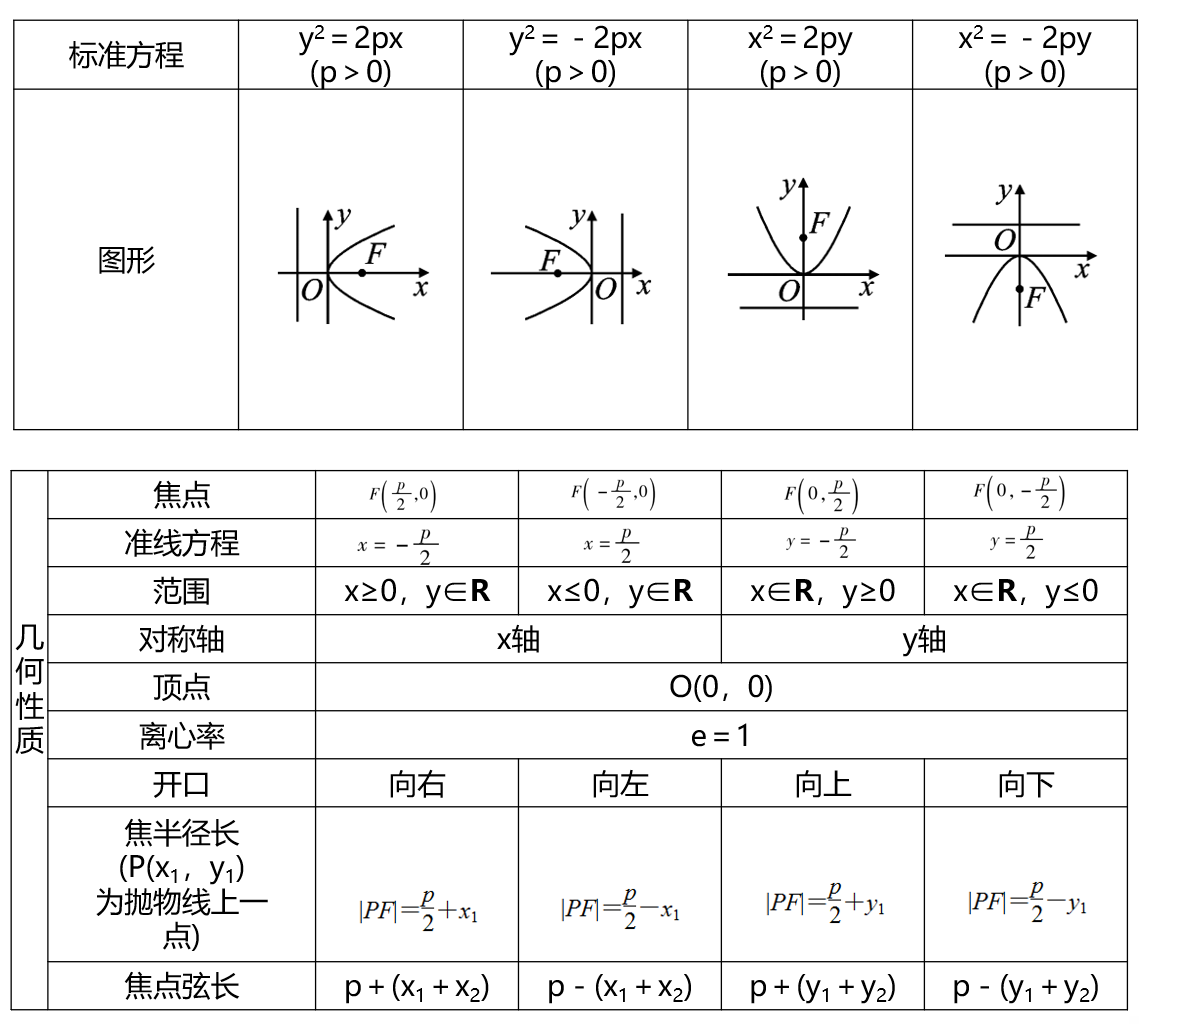 标准方程 y²=2px (p>0) y²=-2px (p>0) x²=2py (p>0) x²=-2py (p>0)
图形
y F O x
y F O x
y F O x
y O x F
几何性质
焦点 F(p/2,0) F(-p/2,0) F(0,p/2) F(0,-p/2)
准线方程 x=-p/2 x=p/2 y=-p/2 y=p/2
范围 x≥0，y∈R x≤0，y∈R x∈R，y≥0 x∈R，y≤0
对称轴 x轴 y轴
顶点 O(0，0)
离心率 e=1
开口 向右 向左 向上 向下
焦半径长
(P(x₁，y₁)
为抛物线上一
点)
|PF|=p/2+x₁ |PF|=p/2-x₁ |PF|=p/2+y₁ |PF|=p/2-y₁
焦点弦长 p+(x₁+x₂) p-(x₁+x₂) p+(y₁+y₂) p-(y₁+y₂)